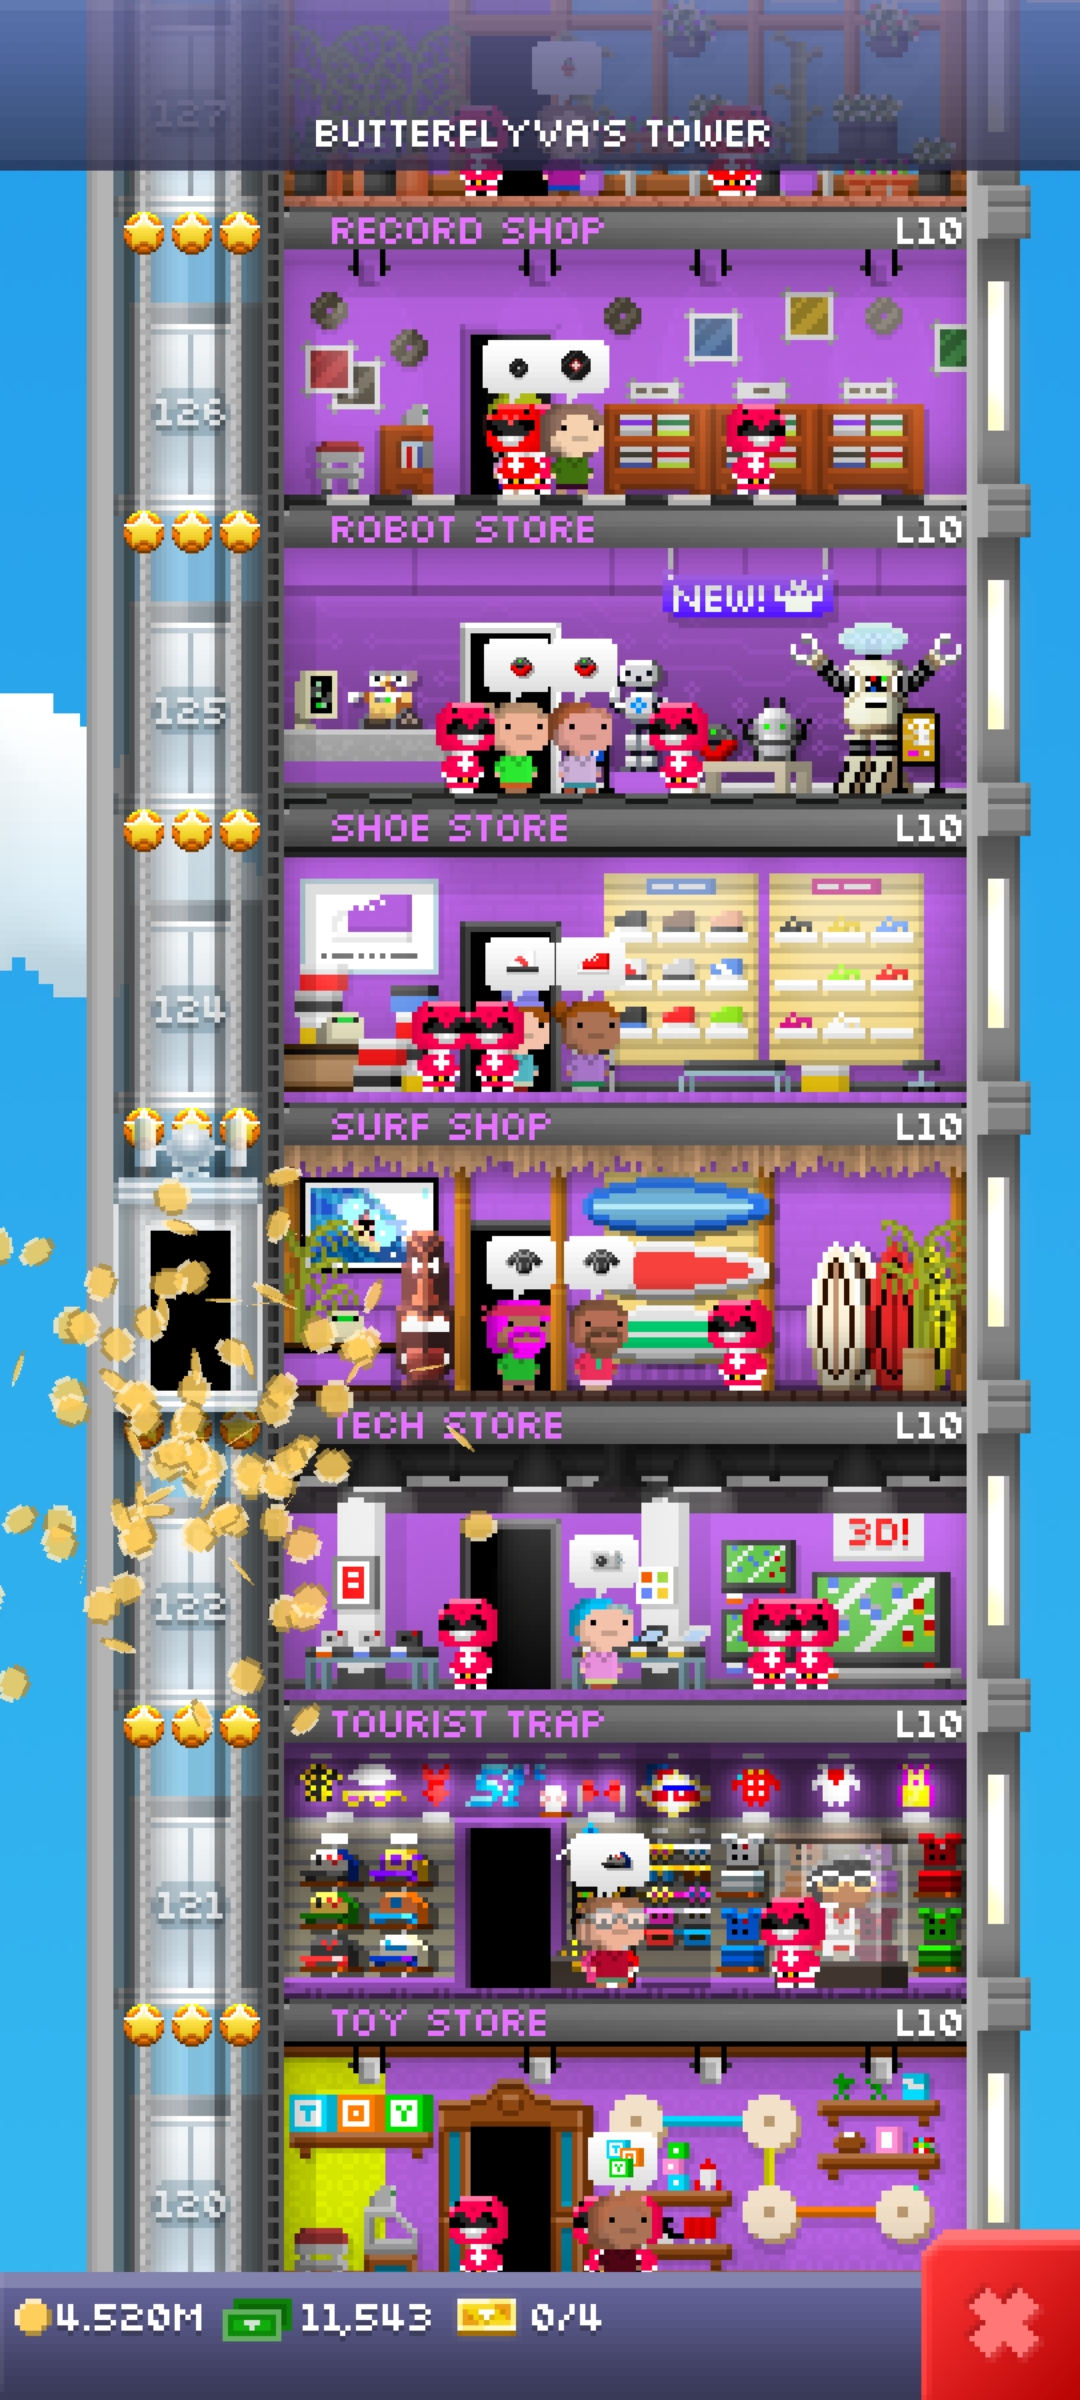 127
4
BUTTERFLYVA'S TOWER
RECORD SHOP L10
126
ROBOT STORE L10
NEW!
125
SHOE STORE L10
124
SURF SHOP L10
TECH STORE L10
3D!
8
122
TOURIST TRAP L10
121
TOY STORE L10
T O Y
T O Y
120
4.520M 11,543 0/4